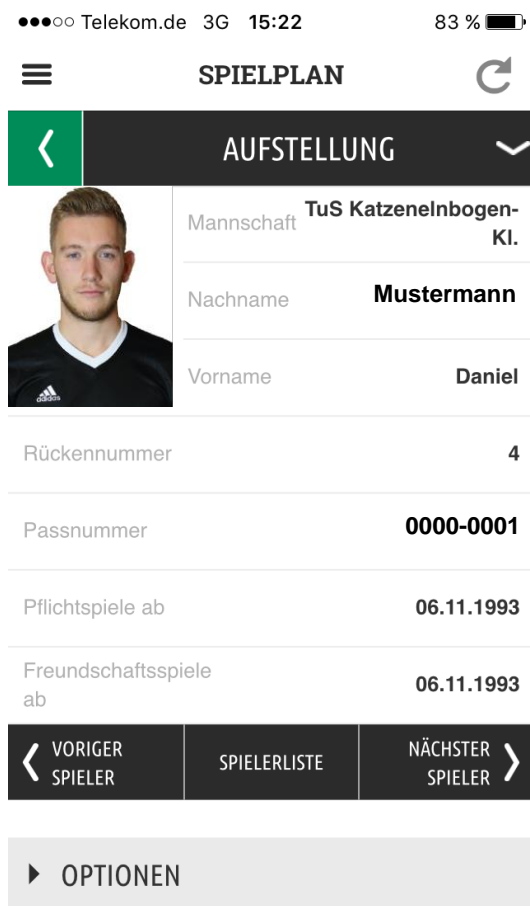 Telekom.de 3G 15:22 83 %
SPIELPLAN
AUFSTELLUNG
Mannschaft TuS Katzenelnbogen-
Kl.
Nachname Mustermann
Vorname Daniel
adidas
Rückennummer 4
Passnummer 0000-0001
Pflichtspiele ab 06.11.1993
Freundschaftsspiele
ab 06.11.1993
VORIGER
SPIELER
SPIELERLISTE
NÄCHSTER
SPIELER
OPTIONEN